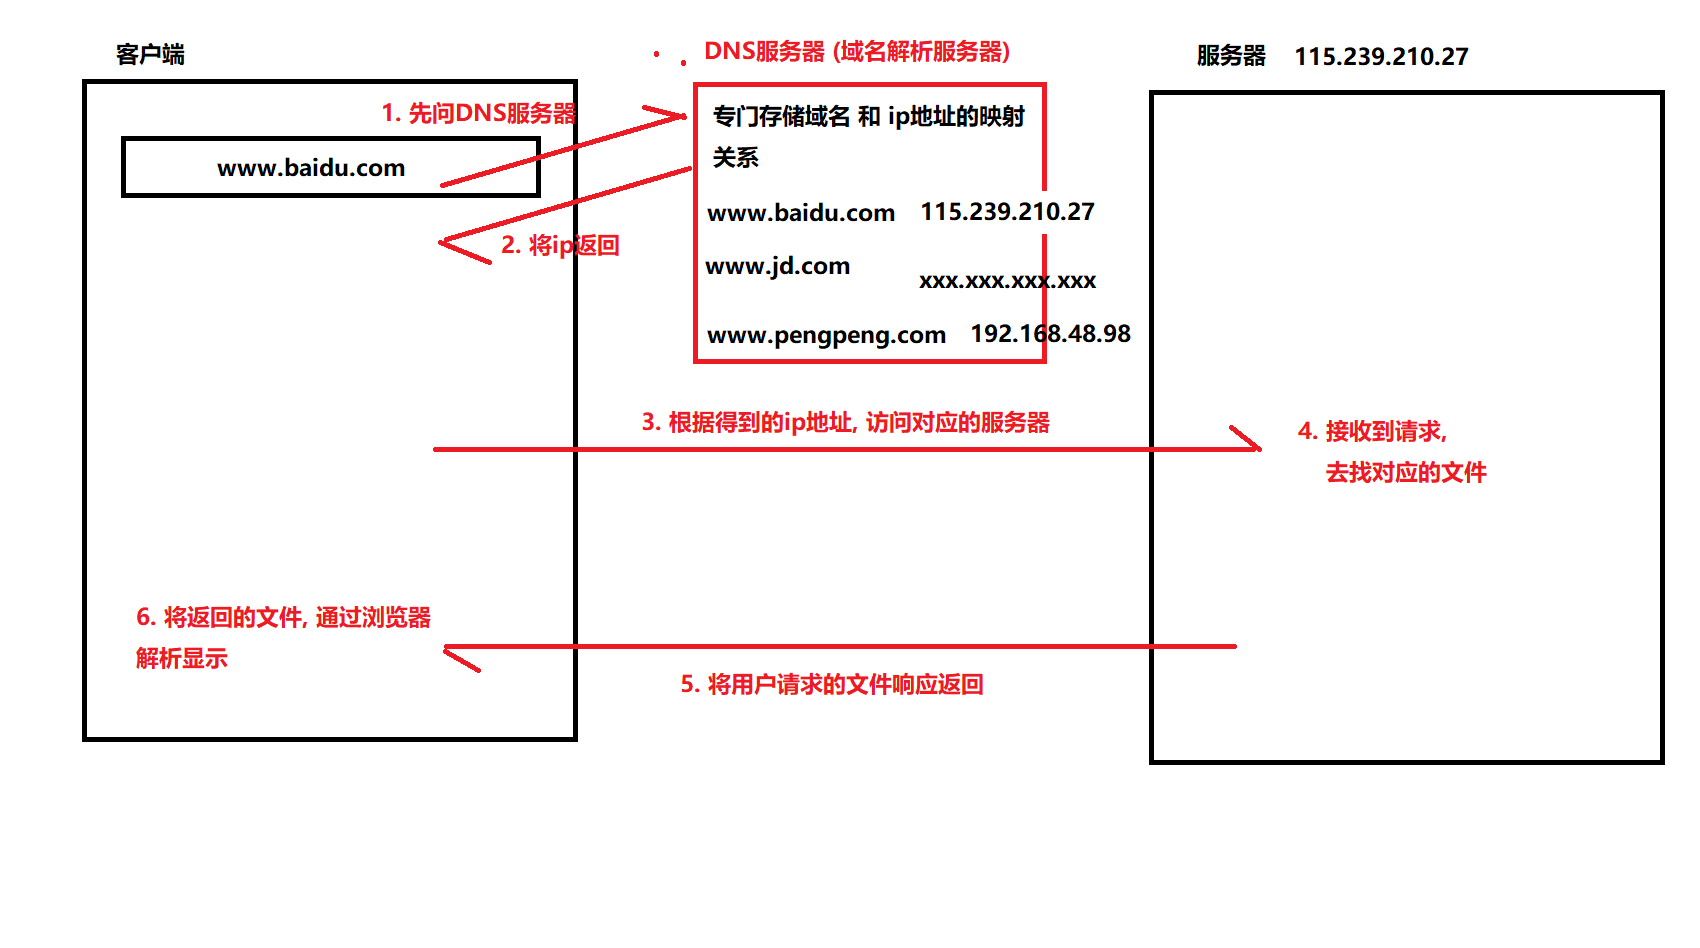 客户端
1. 先问DNS服务器
www.baidu.com
2. 将ip返回
DNS服务器 (域名解析服务器)
专门存储域名 和 ip地址的映射
关系
www.baidu.com 115.239.210.27
www.jd.com xxx.xxx.xxx.xxx
www.pengpeng.com 192.168.48.98
服务器 115.239.210.27
3. 根据得到的ip地址, 访问对应的服务器
4. 接收到请求,
去找对应的文件
5. 将用户请求的文件响应返回
6. 将返回的文件, 通过浏览器
解析显示